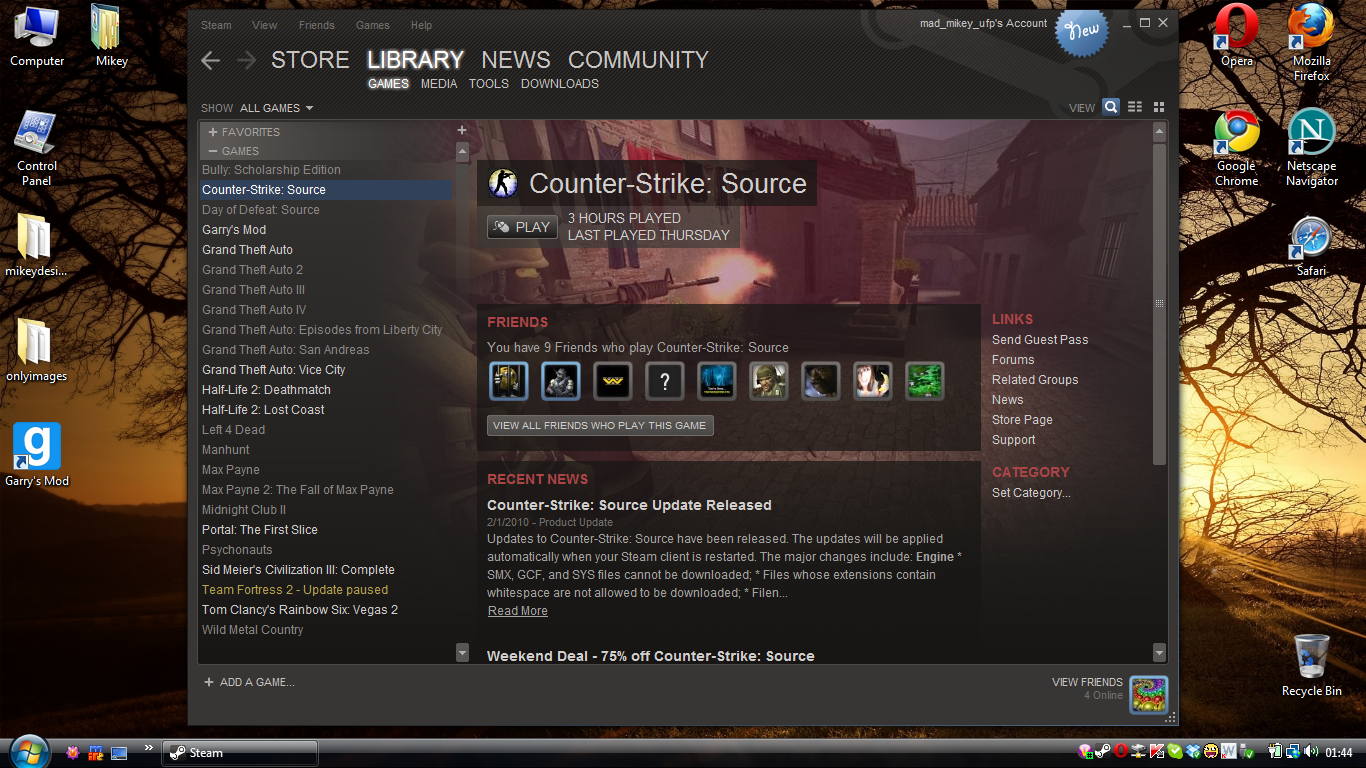 Computer
Mikey
Control
Panel
mikeydesi...
onlyimages
Garry's Mod
Steam View Friends Games Help
mad_mikey_ufp's Account
New
STORE LIBRARY NEWS COMMUNITY
GAMES MEDIA TOOLS DOWNLOADS
SHOW ALL GAMES
VIEW
+ FAVORITES +
− GAMES
Bully: Scholarship Edition
Counter-Strike: Source
Day of Defeat: Source
Garry's Mod
Grand Theft Auto
Grand Theft Auto 2
Grand Theft Auto III
Grand Theft Auto IV
Grand Theft Auto: Episodes from Liberty City
Grand Theft Auto: San Andreas
Grand Theft Auto: Vice City
Half-Life 2: Deathmatch
Half-Life 2: Lost Coast
Left 4 Dead
Manhunt
Max Payne
Max Payne 2: The Fall of Max Payne
Midnight Club II
Portal: The First Slice
Psychonauts
Sid Meier's Civilization III: Complete
Team Fortress 2 - Update paused
Tom Clancy's Rainbow Six: Vegas 2
Wild Metal Country
Counter-Strike: Source
PLAY
3 HOURS PLAYED
LAST PLAYED THURSDAY
FRIENDS
You have 9 Friends who play Counter-Strike: Source
?
VIEW ALL FRIENDS WHO PLAY THIS GAME
RECENT NEWS
Counter-Strike: Source Update Released
2/1/2010 - Product Update
Updates to Counter-Strike: Source have been released. The updates will be applied
automatically when your Steam client is restarted. The major changes include: Engine *
SMX, GCF, and SYS files cannot be downloaded; * Files whose extensions contain
whitespace are not allowed to be downloaded; * Filen...
Read More
Weekend Deal - 75% off Counter-Strike: Source
LINKS
Send Guest Pass
Forums
Related Groups
News
Store Page
Support
CATEGORY
Set Category...
+ ADD A GAME...
VIEW FRIENDS
4 Online
Opera
Mozilla
Firefox
Google
Chrome
N
Netscape
Navigator
Safari
Recycle Bin
»
Steam
01:44